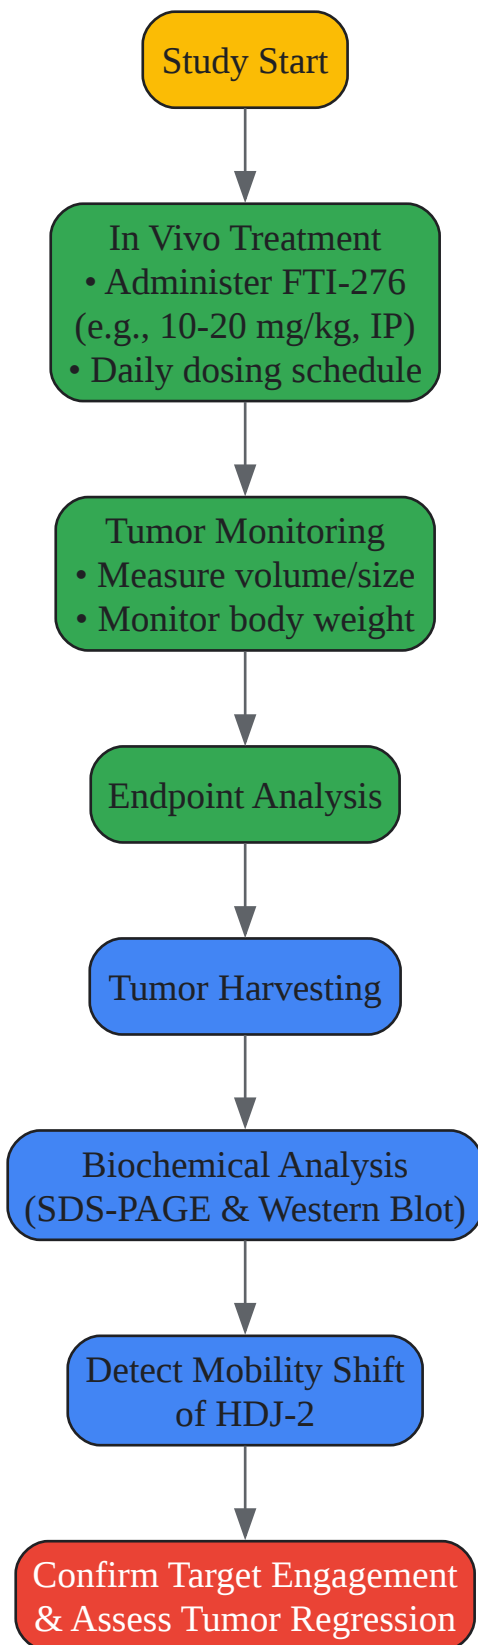 Study Start
In Vivo Treatment
• Administer FTI-276
(e.g., 10-20 mg/kg, IP)
• Daily dosing schedule
Tumor Monitoring
• Measure volume/size
• Monitor body weight
Endpoint Analysis
Tumor Harvesting
Biochemical Analysis
(SDS-PAGE & Western Blot)
Detect Mobility Shift
of HDJ-2
Confirm Target Engagement
& Assess Tumor Regression